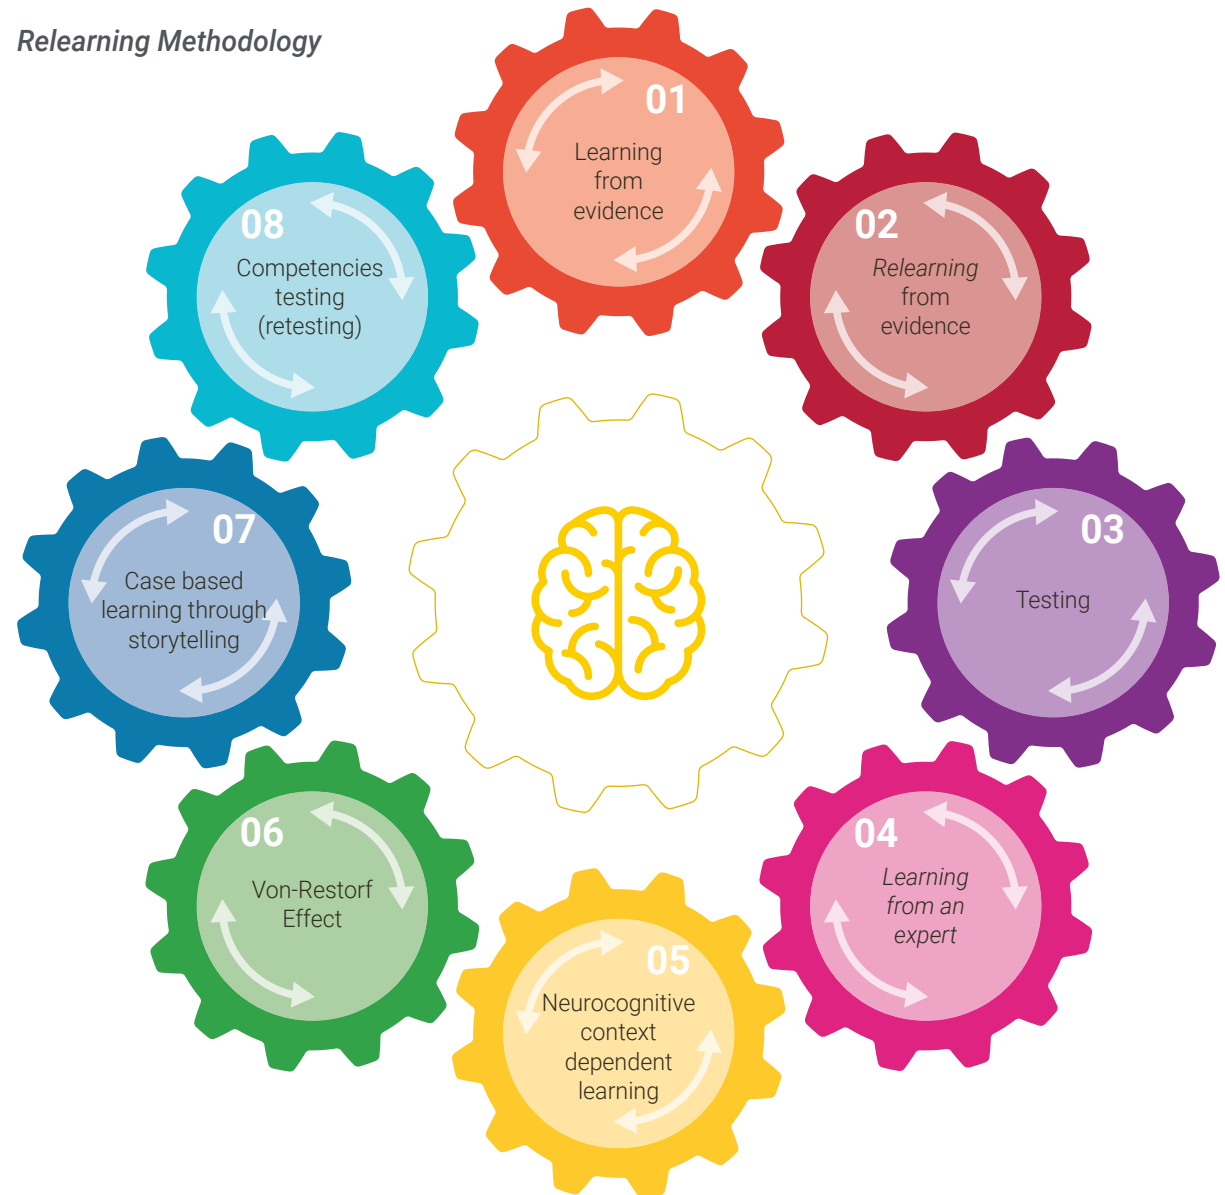 Relearning Methodology
01
Learning
from
evidence
02
Relearning
from
evidence
03
Testing
04
Learning
from an
expert
05
Neurocognitive
context
dependent
learning
06
Von-Restorf
Effect
07
Case based
learning through
storytelling
08
Competencies
testing
(retesting)